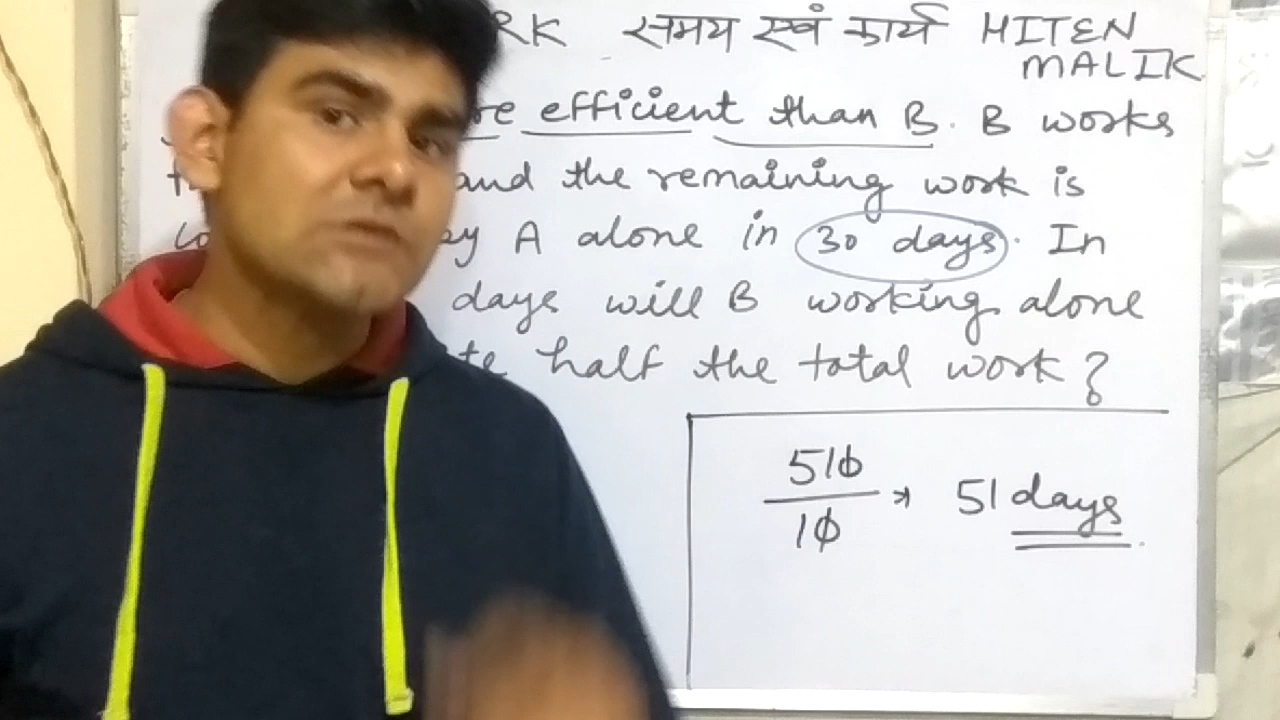 RK समय एवं कार्य HITEN
MALIK
re efficient than B. B works
and the remaining work is
by A alone in 30 days. In
days will B working alone
te half the total work?
510
10
51 days